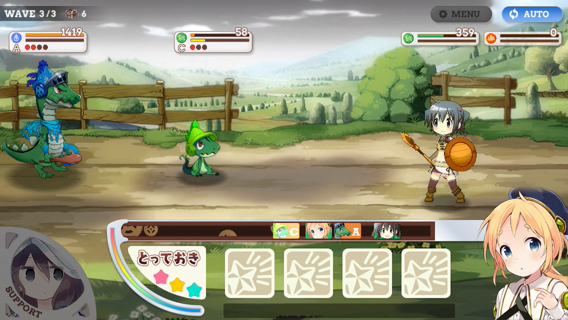 WAVE 3/3 6
MENU
AUTO
1419
A
58
C
359
0
C
A
とっておき
SUPPORT